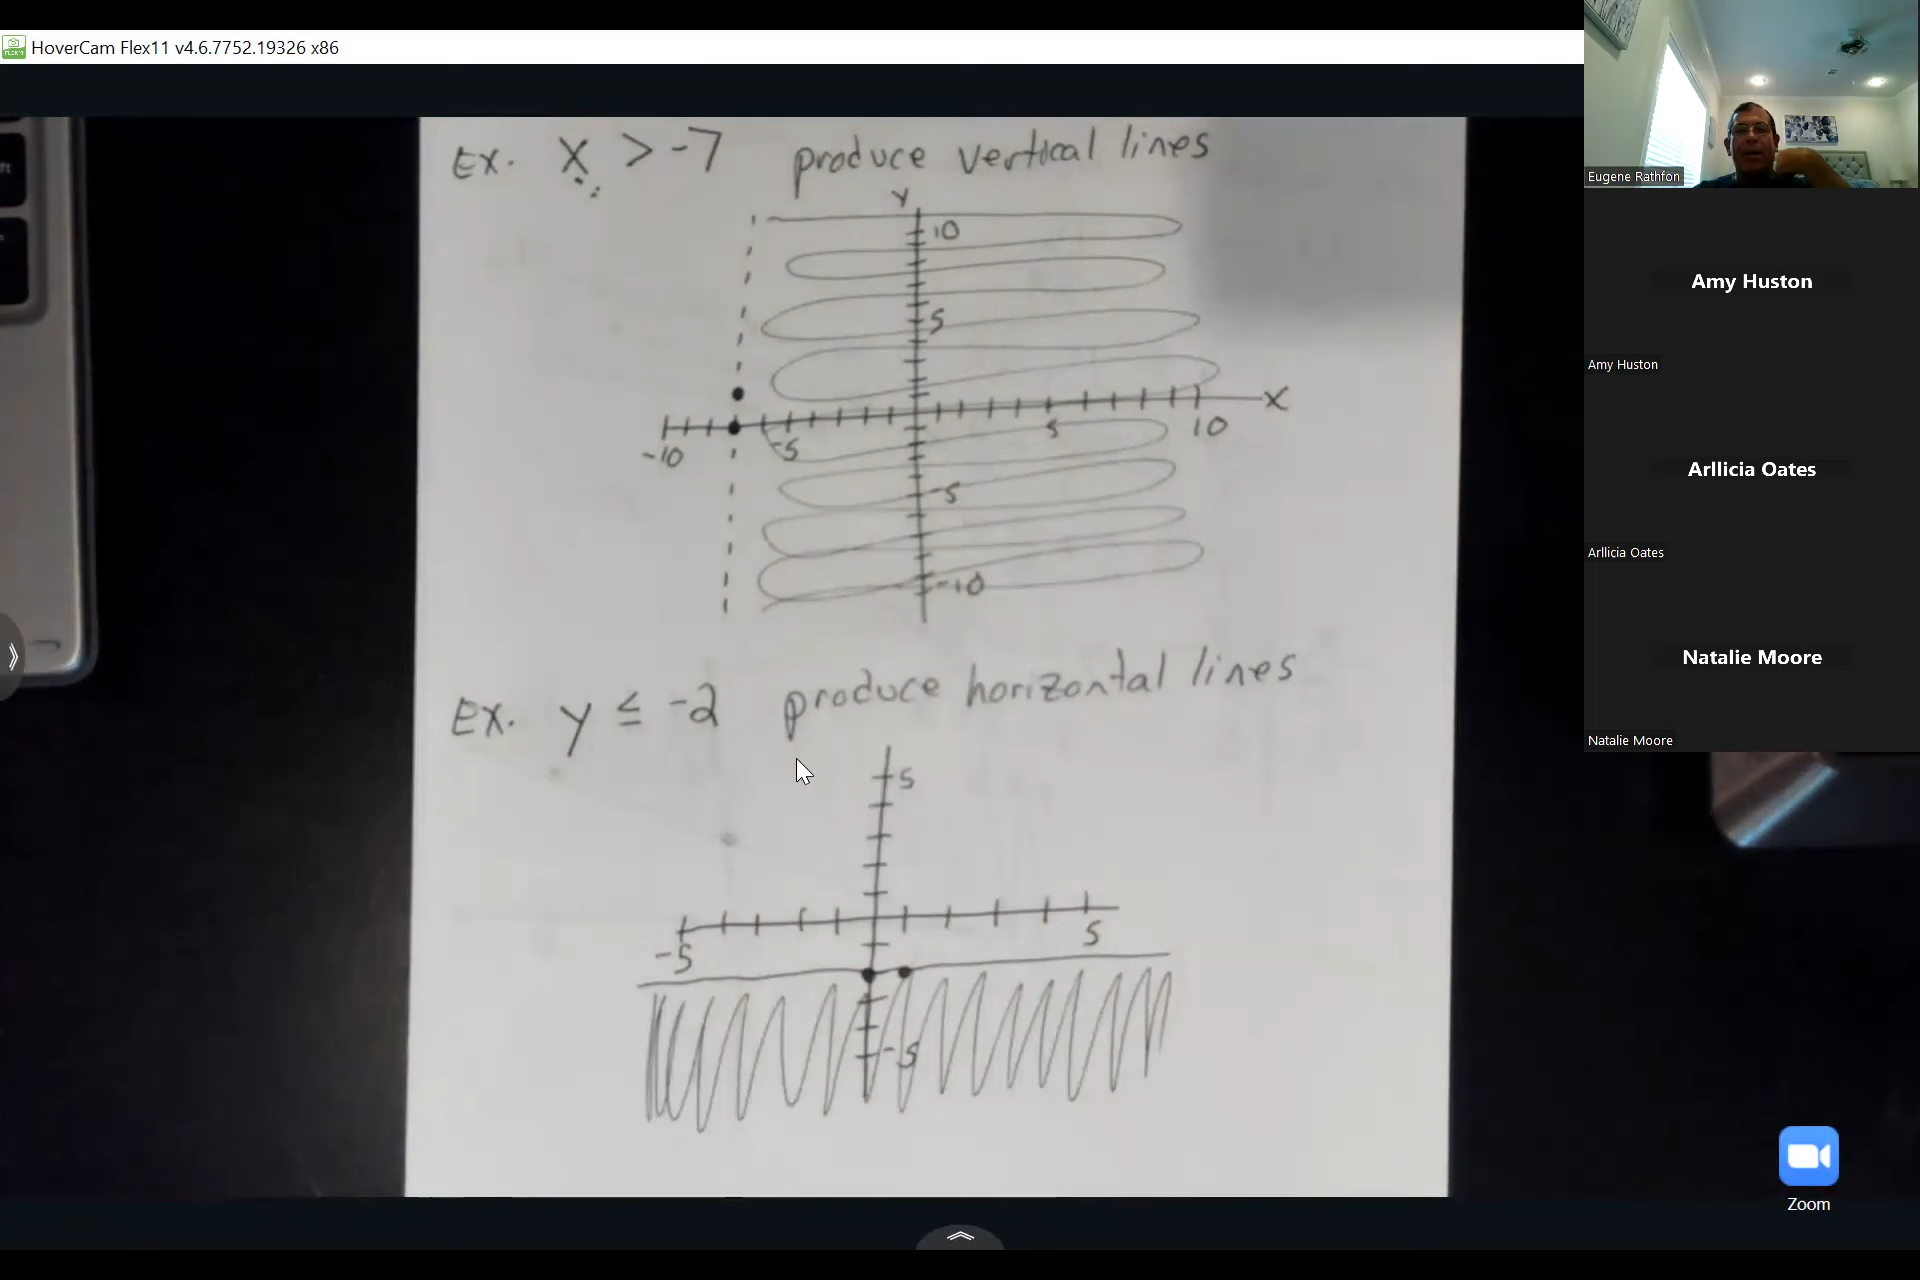 HoverCam Flex11 v4.6.7752.19326 x86
Ex. x > -7 produce vertical lines
Y
10
5
X
-10
-5
5
10
-5
-10
Ex. y ≤ -2 produce horizontal lines
5
-5
5
-5
Eugene Rathfon
Amy Huston
Amy Huston
Arllicia Oates
Arllicia Oates
Natalie Moore
Natalie Moore
Zoom